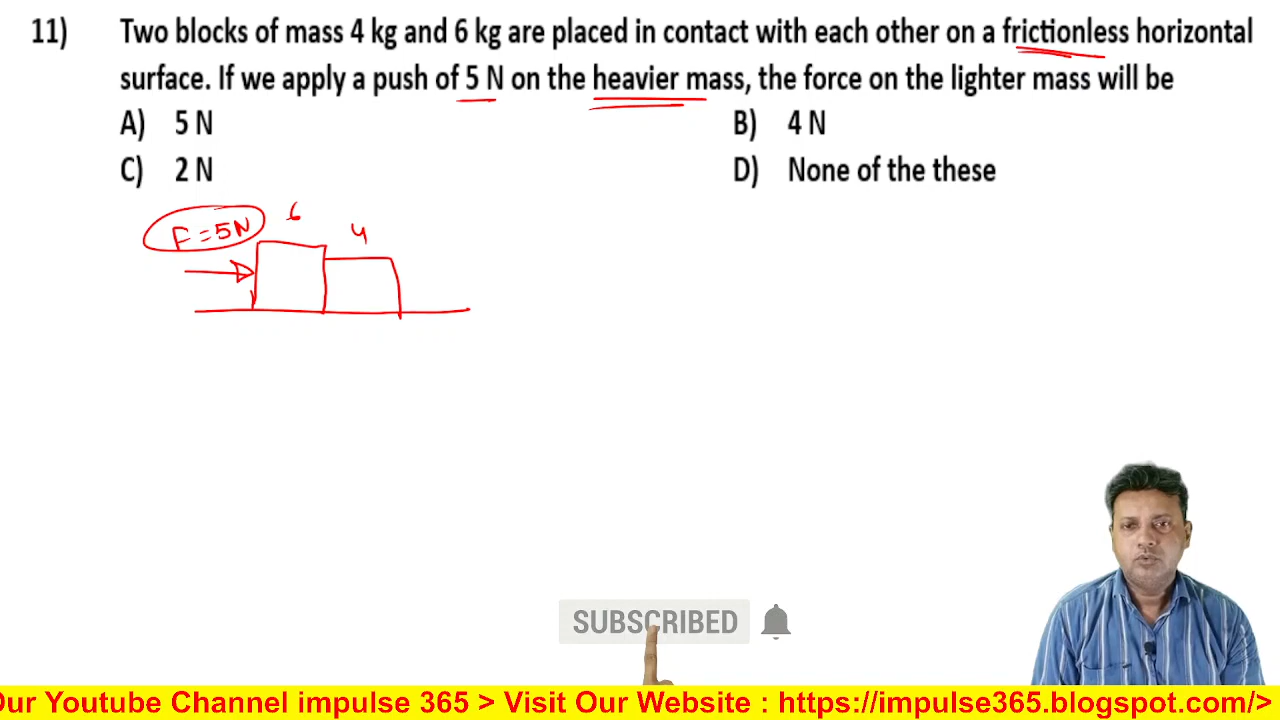 11) Two blocks of mass 4 kg and 6 kg are placed in contact with each other on a frictionless horizontal
surface. If we apply a push of 5 N on the heavier mass, the force on the lighter mass will be
A) 5 N B) 4 N
C) 2 N D) None of the these
F = 5N 6 4
SUBSCRIBED
Our Youtube Channel impulse 365 > Visit Our Website : https://impulse365.blogspot.com/>